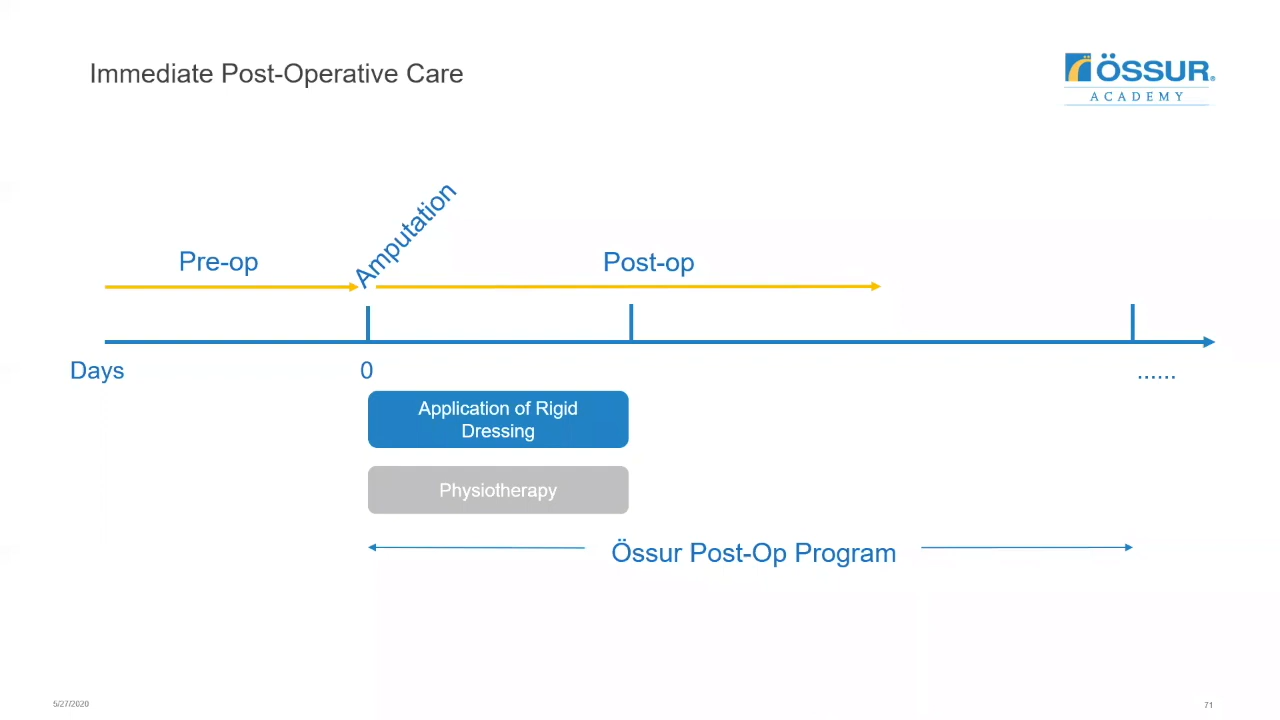 Immediate Post-Operative Care
ÖSSUR®
ACADEMY
Amputation
Pre-op
Post-op
Days
0
......
Application of Rigid
Dressing
Physiotherapy
Össur Post-Op Program
5/27/2020
71